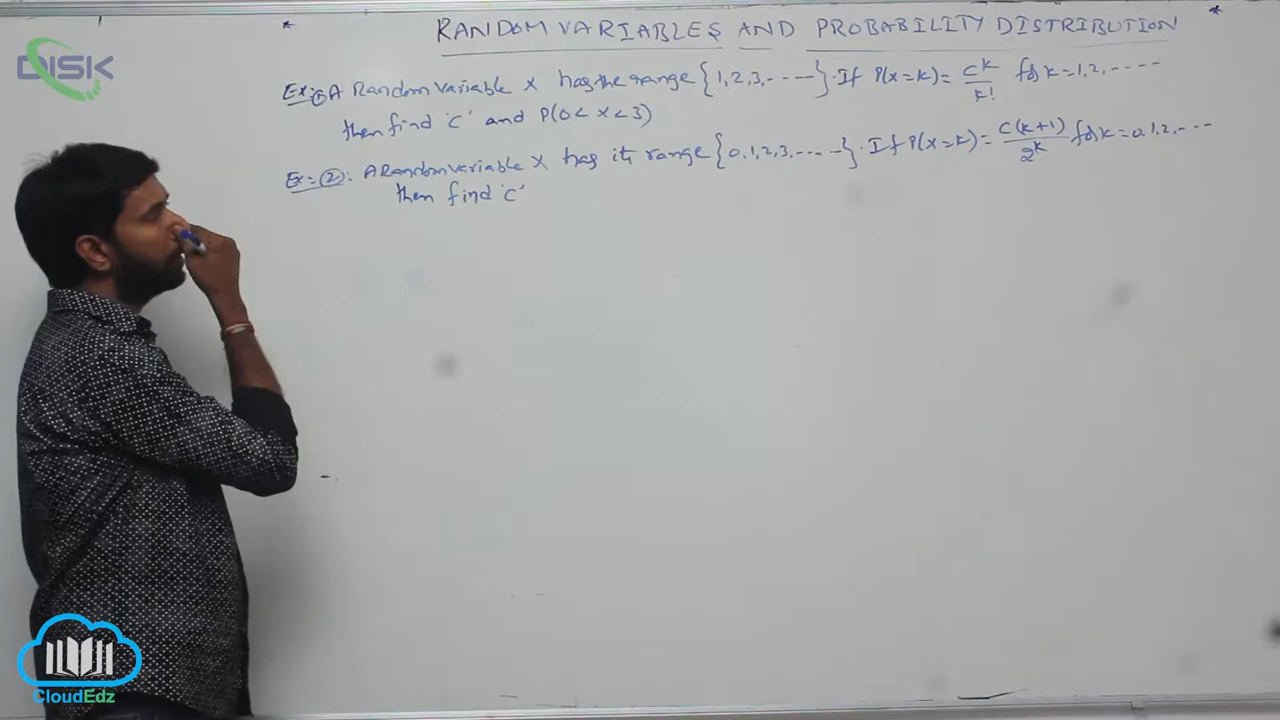 DISK
* RANDOM VARIABLES AND PROBABILITY DISTRIBUTION *
Ex:① A Random variable X has the range {1,2,3,-----}. If P(X=k)= c^k/k! for k=1,2,----
then find 'c' and P(0<X<3)
Ex:②: A Random variable X has its range {0,1,2,3,-----}. If P(X=k)= c(k+1)/2^k for k=0,1,2,---
then find 'c'
CloudEdz